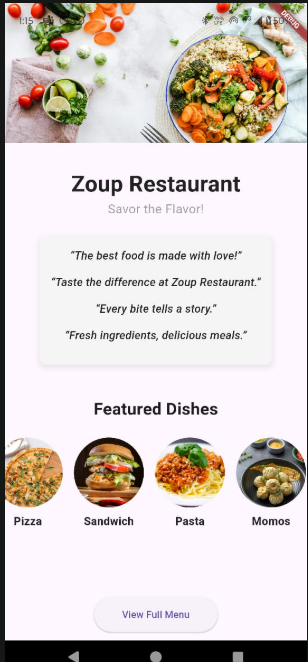 1:15
DEBUG
Zoup Restaurant
Savor the Flavor!
“The best food is made with love!”
“Taste the difference at Zoup Restaurant.”
“Every bite tells a story.”
“Fresh ingredients, delicious meals.”
Featured Dishes
Pizza Sandwich Pasta Momos
View Full Menu